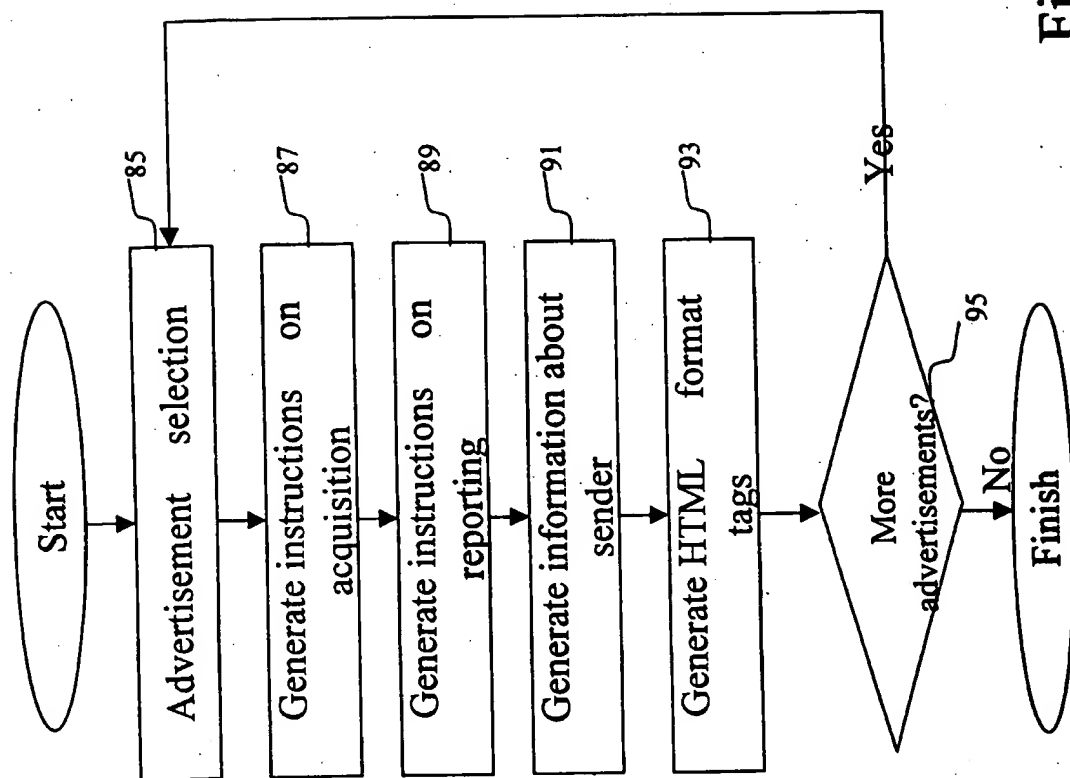 Start
85
Advertisement selection
87
Generate instructions on
acquisition
89
Generate instructions on
reporting
91
Generate information about
sender
93
Generate HTML format
tags
More
advertisements?
95
Yes
No
Finish